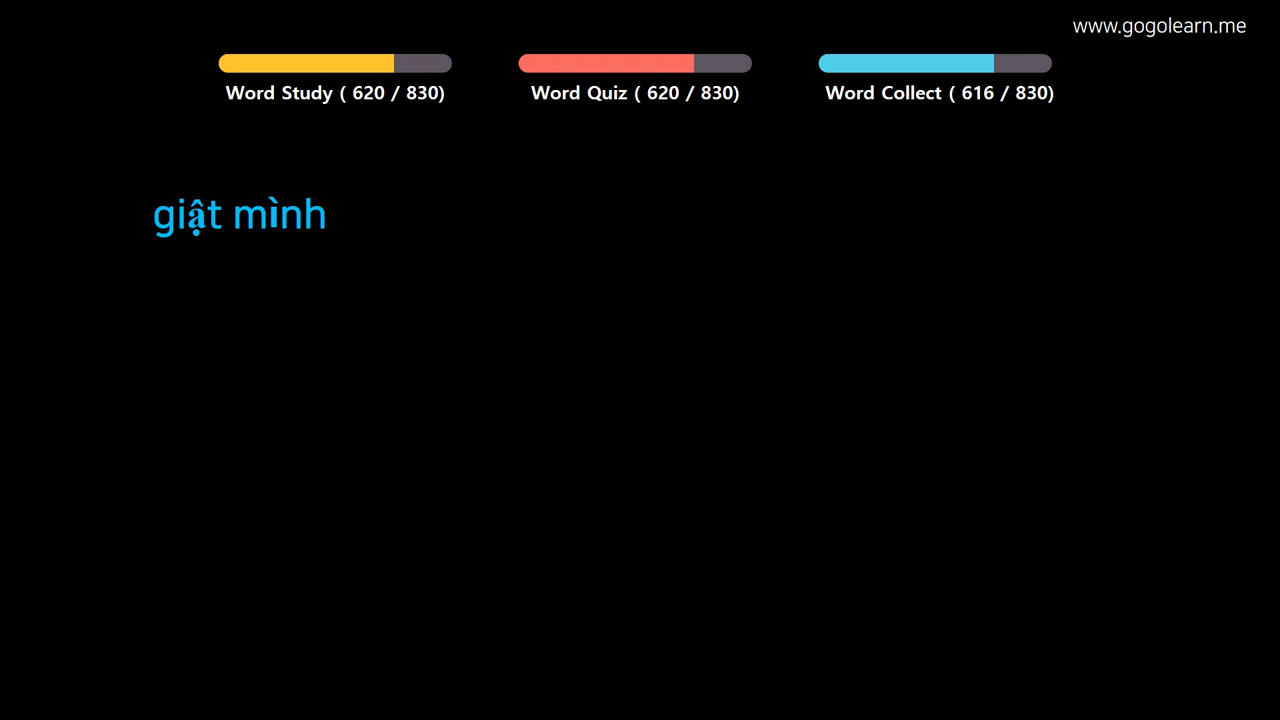 www.gogolearn.me
Word Study ( 620 / 830)
Word Quiz ( 620 / 830)
Word Collect ( 616 / 830)
giật mình